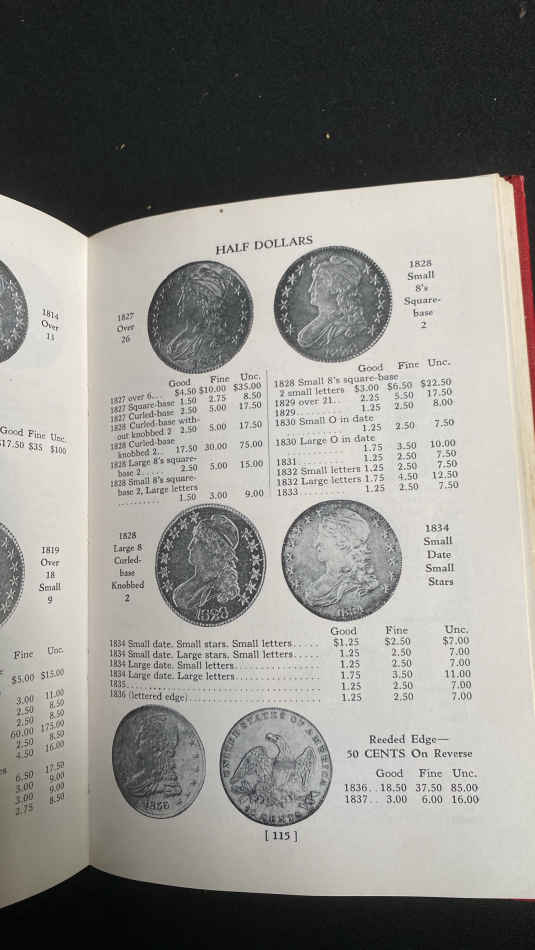 1814
Over
11
Good Fine Unc.
$17.50 $35 $100
1819
Over
18
Small
9
Fine Unc.
$5.00 $15.00
3.00 11.00
2.50 8.50
2.50 8.50
60.00 175.00
2.50 8.50
4.50 16.00
6.50 17.50
3.00 9.00
3.00 9.00
2.75 8.50
HALF DOLLARS
1827
Over
26
1828
Small
8's
Square-
base
2
Good Fine Unc.
1827 over 6... $4.50 $10.00 $35.00
1827 Square-base 1.50 2.75 8.50
1827 Curled-base 2.50 5.00 17.50
1828 Curled-base with-
out knobbed 2 2.50 5.00 17.50
1828 Curled-base
knobbed 2.. 17.50 30.00 75.00
1828 Large 8's square-
base 2..... 2.50 5.00 15.00
1828 Small 8's square-
base 2, Large letters
.......... 1.50 3.00 9.00
Good Fine Unc.
1828 Small 8's square-base
2 small letters $3.00 $6.50 $22.50
1829 over 21.. 2.25 5.50 17.50
1829......... 1.25 2.50 8.00
1830 Small O in date
............ 1.25 2.50 7.50
1830 Large O in date
............ 1.75 3.50 10.00
1831......... 1.25 2.50 7.50
1832 Small letters 1.25 2.50 7.50
1832 Large letters 1.75 4.50 12.50
1833......... 1.25 2.50 7.50
1828
Large 8
Curled-
base
Knobbed
2
1834
Small
Date
Small
Stars
Good Fine Unc.
1834 Small date. Small stars. Small letters..... $1.25 $2.50 $7.00
1834 Small date. Large stars. Small letters..... 1.25 2.50 7.00
1834 Large date. Small letters................ 1.25 2.50 7.00
1834 Large date. Large letters................ 1.75 3.50 11.00
1835...................................... 1.25 2.50 7.00
1836 (lettered edge)......................... 1.25 2.50 7.00
1836
UNITED STATES OF AMERICA
50 CENTS
Reeded Edge—
50 CENTS On Reverse
Good Fine Unc.
1836.. 18.50 37.50 85.00
1837.. 3.00 6.00 16.00
[ 115 ]